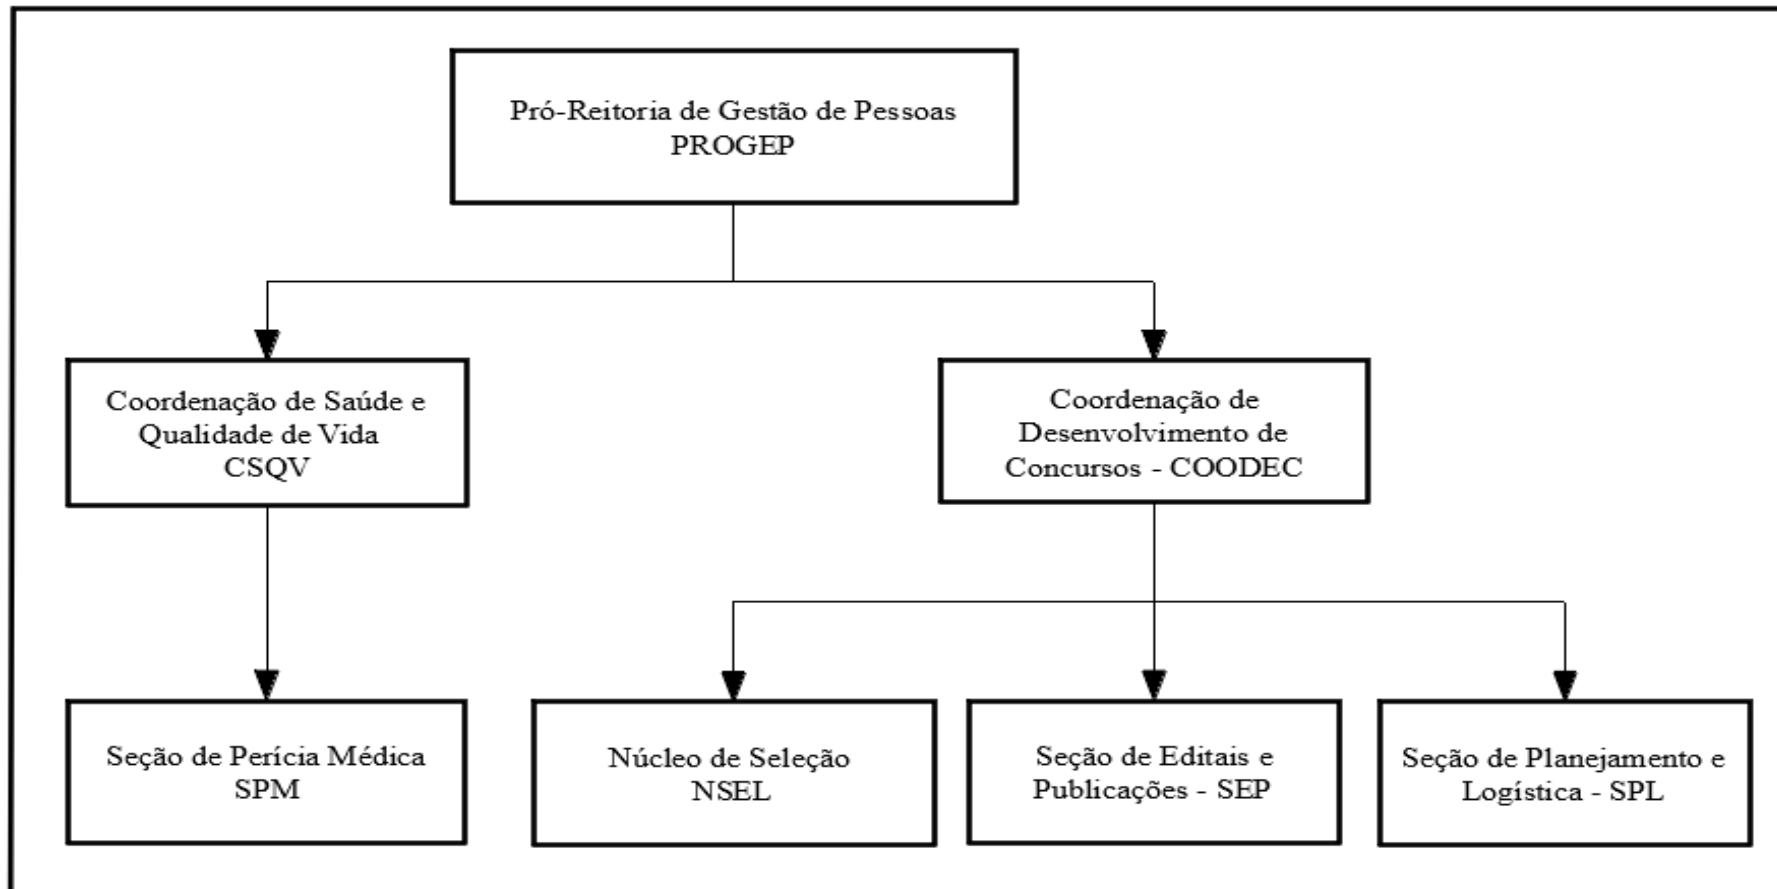 Pró-Reitoria de Gestão de Pessoas
PROGEP
Coordenação de Saúde e
Qualidade de Vida
CSQV
Coordenação de
Desenvolvimento de
Concursos - COODEC
Seção de Perícia Médica
SPM
Núcleo de Seleção
NSEL
Seção de Editais e
Publicações - SEP
Seção de Planejamento e
Logística - SPL